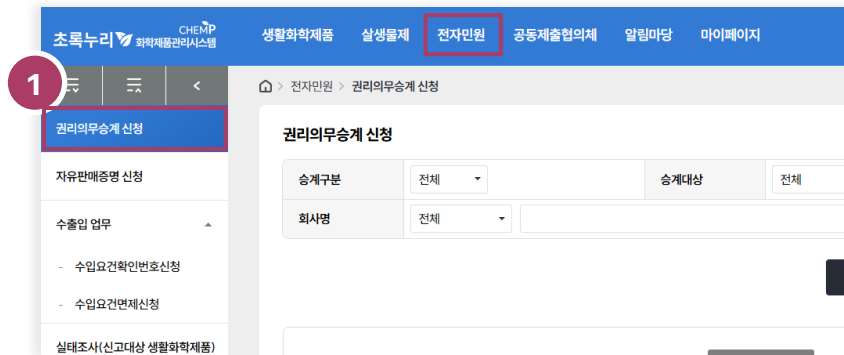 초록누리 CHEMP 화학제품관리시스템
생활화학제품 살생물제 전자민원 공동제출협의체 알림마당 마이페이지
1
전자민원 > 권리의무승계 신청
권리의무승계 신청
자유판매증명 신청
수출입 업무
- 수입요건확인번호신청
- 수입요건면제신청
실태조사(신고대상 생활화학제품)
권리의무승계 신청
승계구분 전체 승계대상 전체
회사명 전체